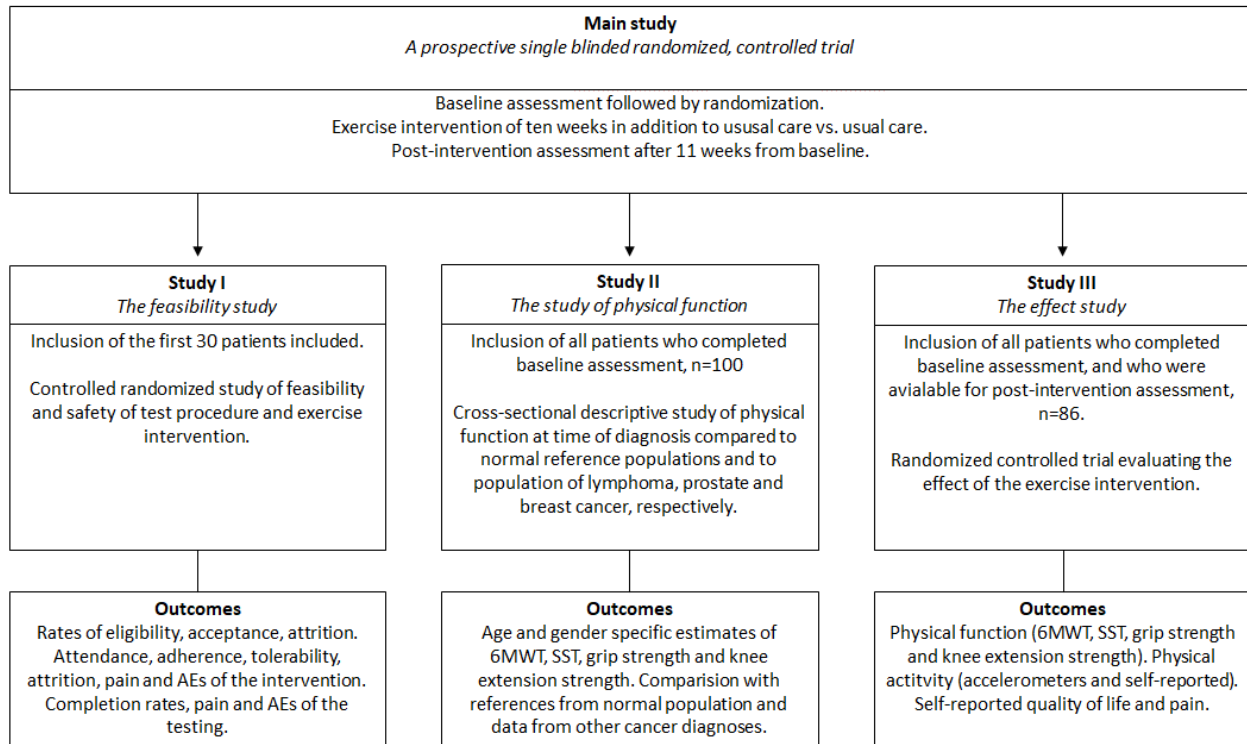 Main study
A prospective single blinded randomized, controlled trial
Baseline assessment followed by randomization.
Exercise intervention of ten weeks in addition to ususal care vs. usual care.
Post-intervention assessment after 11 weeks from baseline.
Study I
The feasibility study
Inclusion of the first 30 patients included.
Controlled randomized study of feasibility
and safety of test procedure and exercise
intervention.
Outcomes
Rates of eligibility, acceptance, attrition.
Attendance, adherence, tolerability,
attrition, pain and AEs of the intervention.
Completion rates, pain and AEs of the
testing.
Study II
The study of physical function
Inclusion of all patients who completed
baseline assessment, n=100
Cross-sectional descriptive study of physical
function at time of diagnosis compared to
normal reference populations and to
population of lymphoma, prostate and
breast cancer, respectively.
Outcomes
Age and gender specific estimates of
6MWT, SST, grip strength and knee
extension strength. Comparision with
references from normal population and
data from other cancer diagnoses.
Study III
The effect study
Inclusion of all patients who completed
baseline assessment, and who were
avialable for post-intervention assessment,
n=86.
Randomized controlled trial evaluating the
effect of the exercise intervention.
Outcomes
Physical function (6MWT, SST, grip strength
and knee extension strength). Physical
actitvity (accelerometers and self-reported).
Self-reported quality of life and pain.